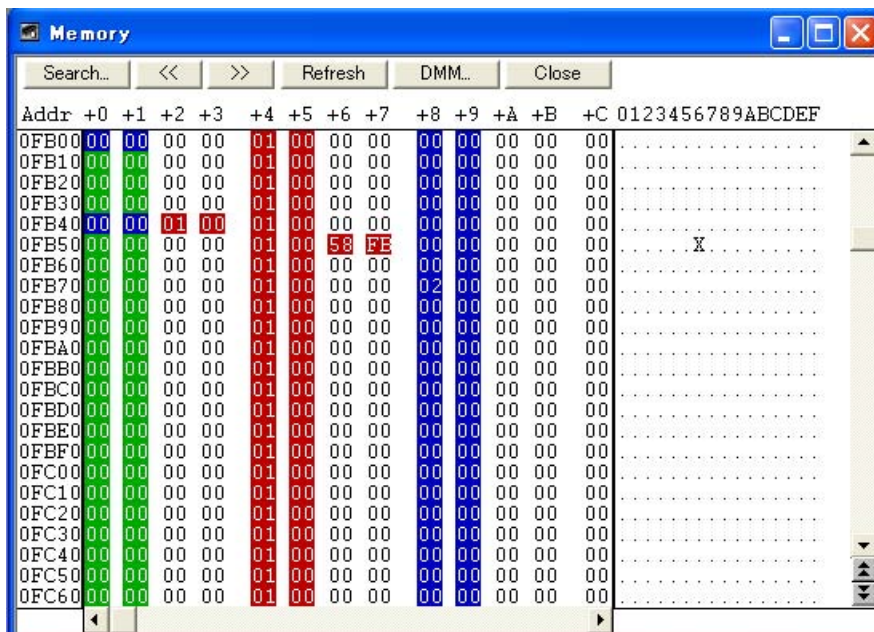 Memory
Search... << >> Refresh DMM... Close
Addr +0 +1 +2 +3 +4 +5 +6 +7 +8 +9 +A +B +C 0123456789ABCDEF
0FB00 00 00 00 00 01 00 00 00 00 00 00 00 00 ................
0FB10 00 00 00 00 01 00 00 00 00 00 00 00 00 ................
0FB20 00 00 00 00 01 00 00 00 00 00 00 00 00 ................
0FB30 00 00 00 00 01 00 00 00 00 00 00 00 00 ................
0FB40 00 00 01 00 01 00 00 00 00 00 00 00 00 ................
0FB50 00 00 00 00 01 00 58 FB 00 00 00 00 00 ......X.........
0FB60 00 00 00 00 01 00 00 00 00 00 00 00 00 ................
0FB70 00 00 00 00 01 00 00 00 02 00 00 00 00 ................
0FB80 00 00 00 00 01 00 00 00 00 00 00 00 00 ................
0FB90 00 00 00 00 01 00 00 00 00 00 00 00 00 ................
0FBA0 00 00 00 00 01 00 00 00 00 00 00 00 00 ................
0FBB0 00 00 00 00 01 00 00 00 00 00 00 00 00 ................
0FBC0 00 00 00 00 01 00 00 00 00 00 00 00 00 ................
0FBD0 00 00 00 00 01 00 00 00 00 00 00 00 00 ................
0FBE0 00 00 00 00 01 00 00 00 00 00 00 00 00 ................
0FBF0 00 00 00 00 01 00 00 00 00 00 00 00 00 ................
0FC00 00 00 00 00 01 00 00 00 00 00 00 00 00 ................
0FC10 00 00 00 00 01 00 00 00 00 00 00 00 00 ................
0FC20 00 00 00 00 01 00 00 00 00 00 00 00 00 ................
0FC30 00 00 00 00 01 00 00 00 00 00 00 00 00 ................
0FC40 00 00 00 00 01 00 00 00 00 00 00 00 00 ................
0FC50 00 00 00 00 01 00 00 00 00 00 00 00 00 ................
0FC60 00 00 00 00 01 00 00 00 00 00 00 00 00 ................